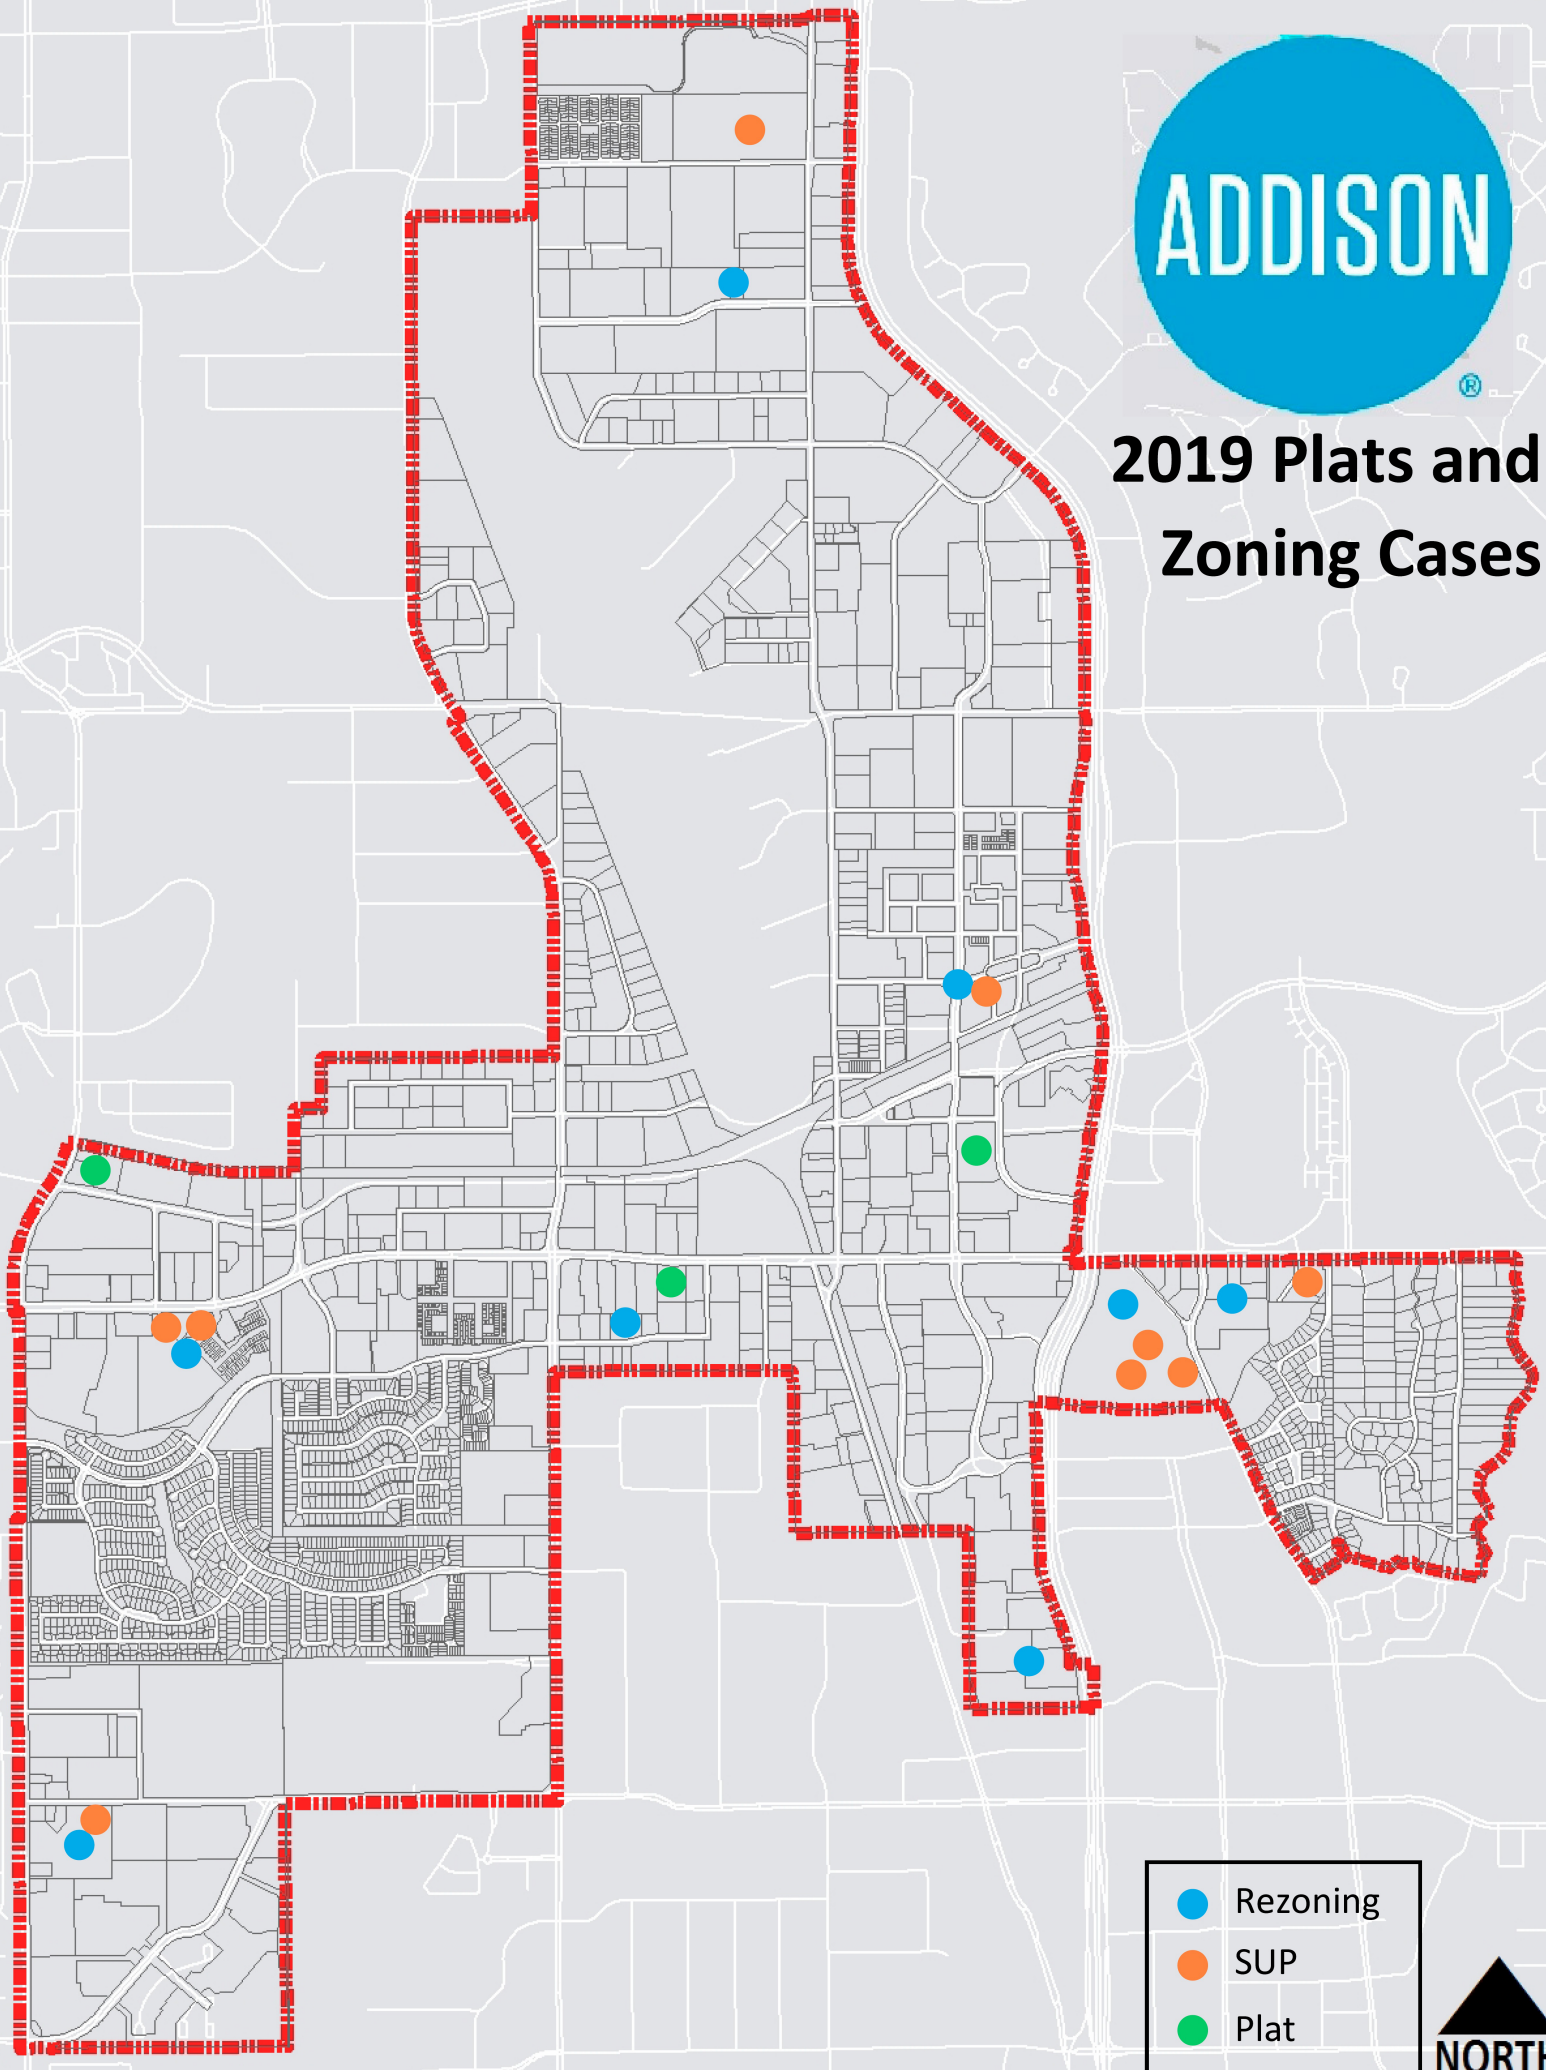 ADDISON
®
2019 Plats and
Zoning Cases
Rezoning
SUP
Plat
NORTH